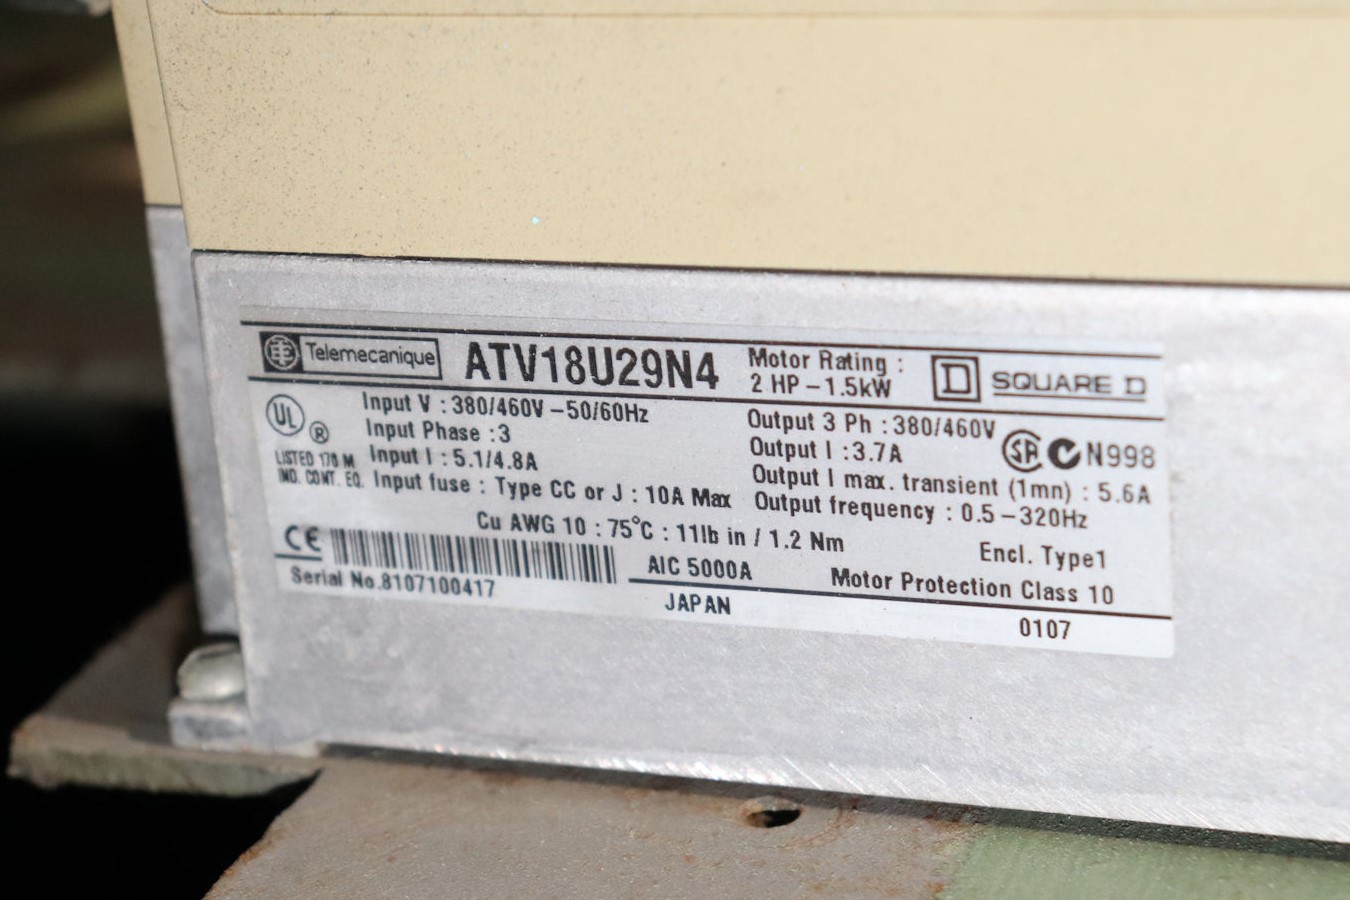 Telemecanique ATV18U29N4 Motor Rating : 2 HP – 1.5kW D SQUARE D
UL ® LISTED 170 M IND. CONT. EQ.
Input V : 380/460V – 50/60Hz
Input Phase : 3
Input I : 5.1/4.8A
Input fuse : Type CC or J : 10A Max
Output 3 Ph : 380/460V
Output I : 3.7A
Output I max. transient (1mn) : 5.6A
Output frequency : 0.5 – 320Hz
SA N998
Cu AWG 10 : 75°C : 11lb in / 1.2 Nm
Encl. Type1
CE
AIC 5000A
Motor Protection Class 10
Serial No.8107100417
JAPAN
0107